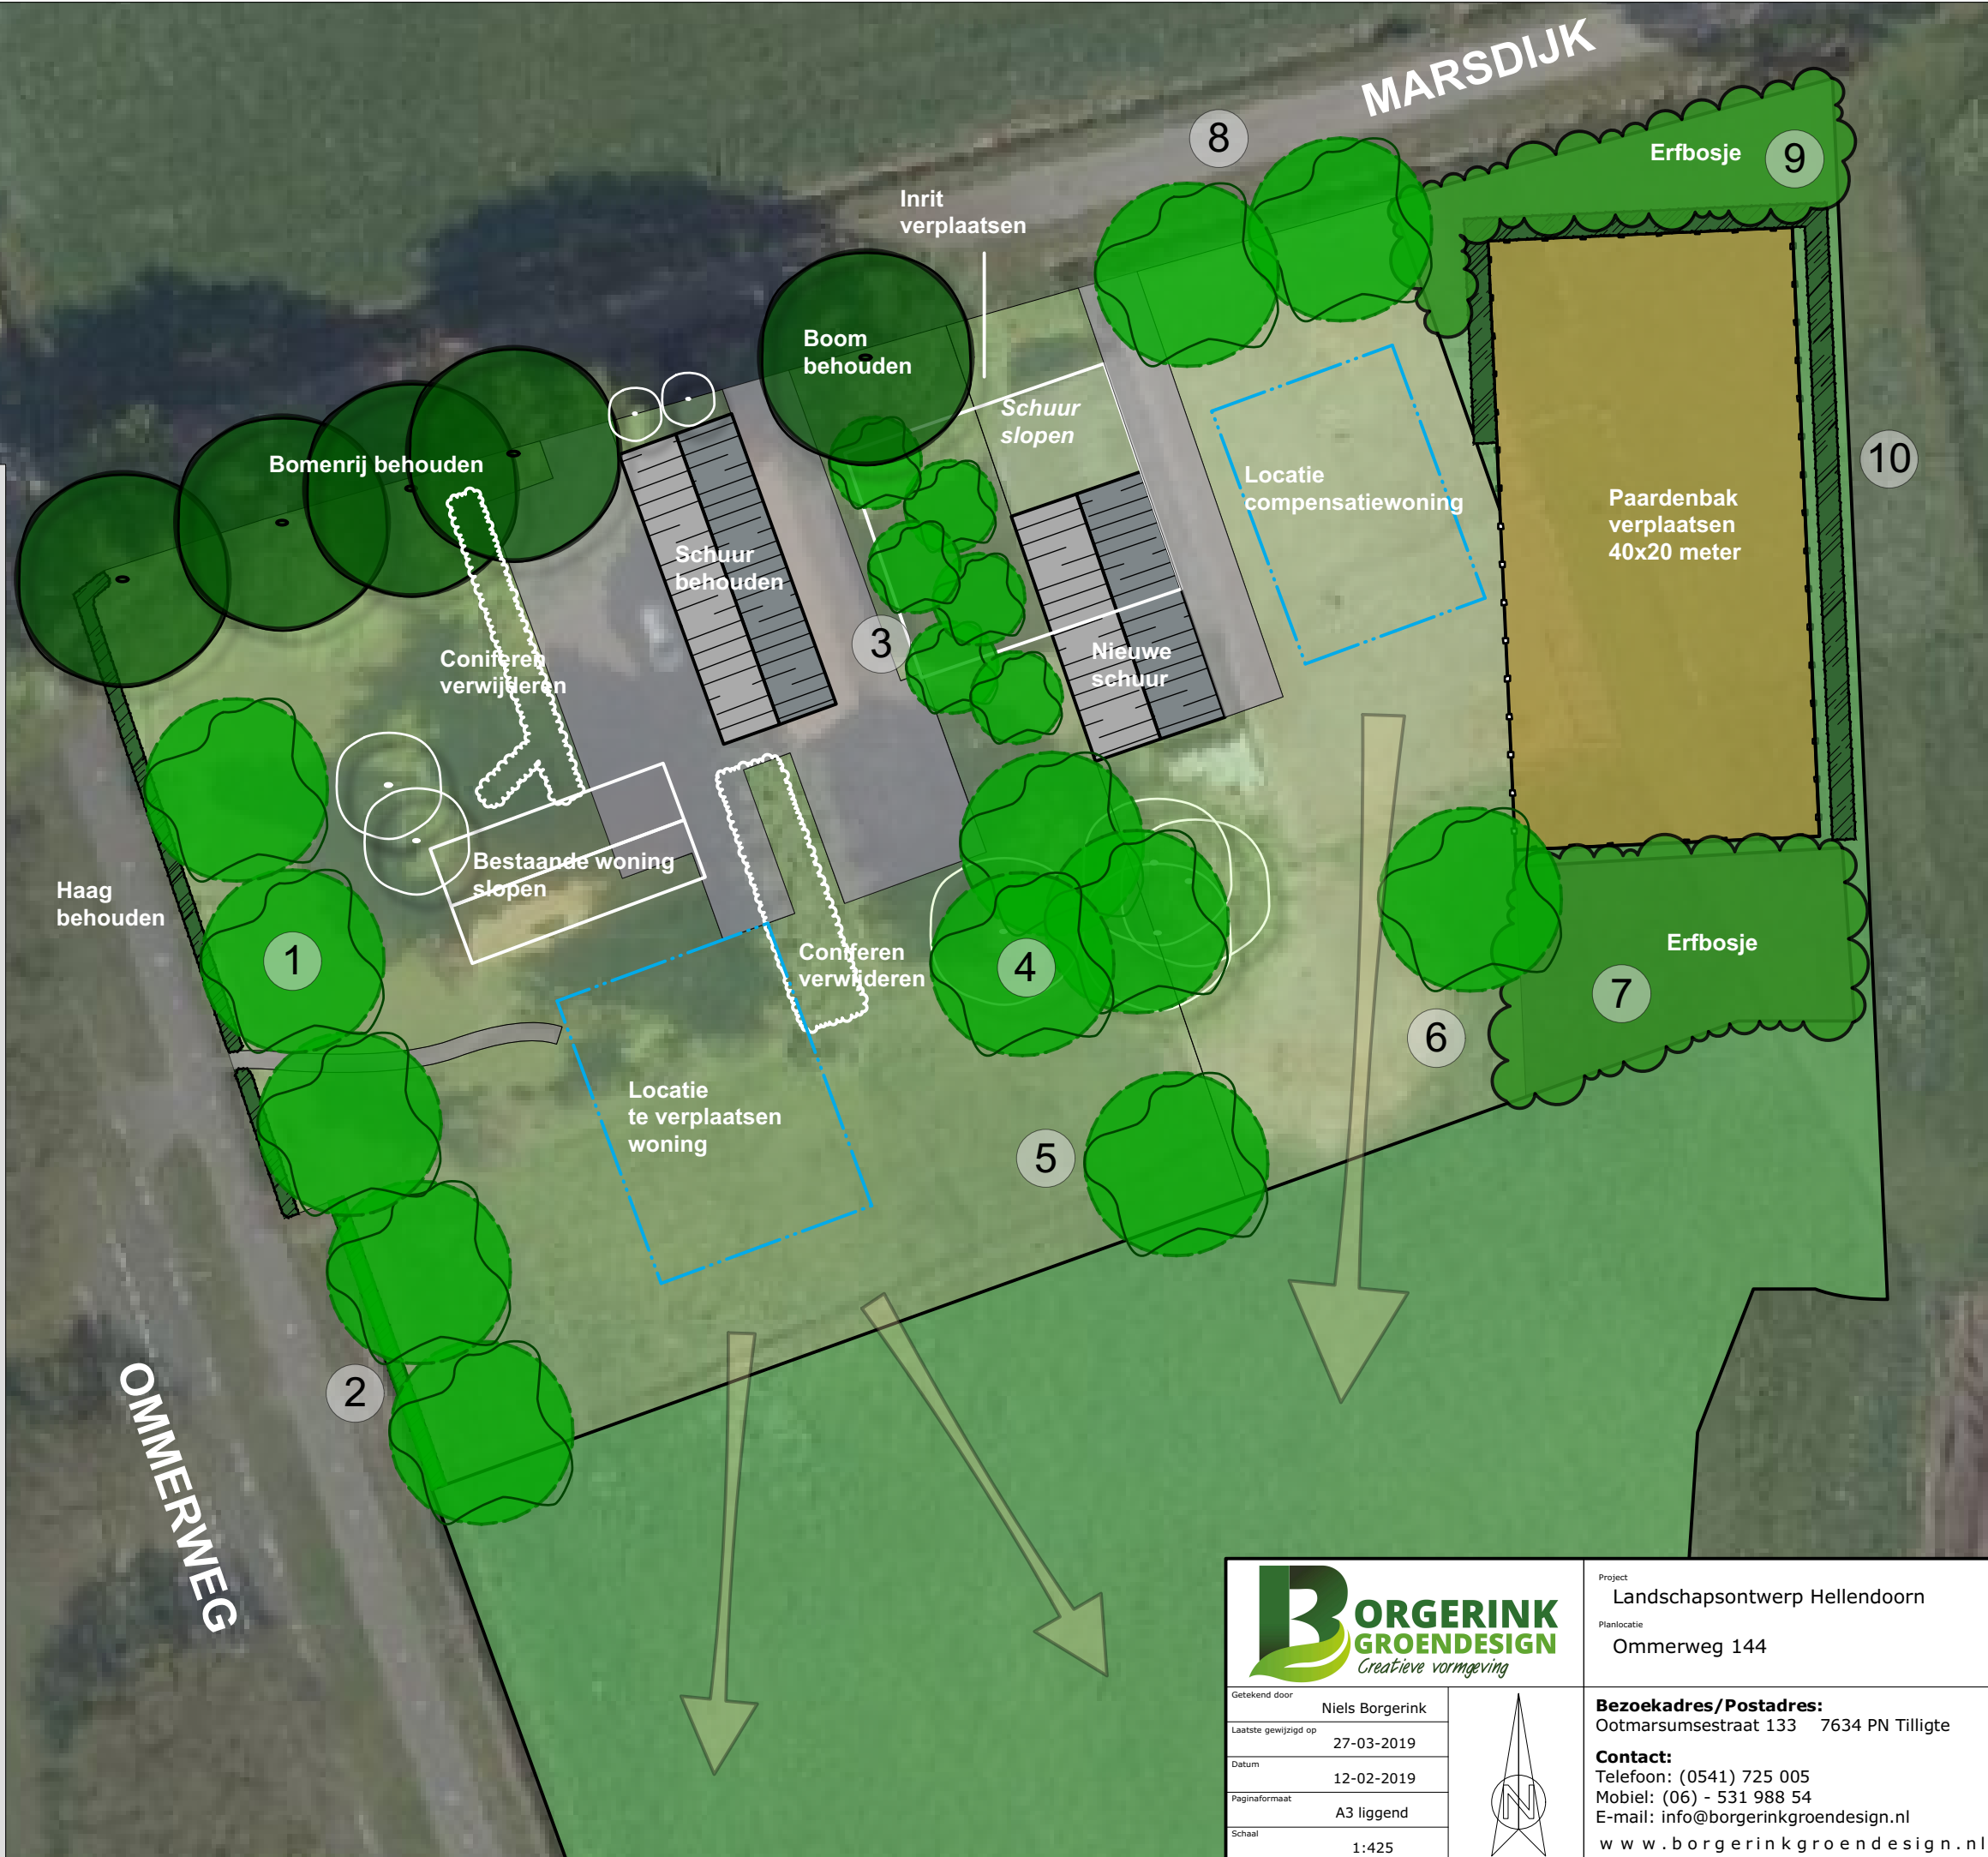 MARSDIJK
8
Erfbosje
9
Inrit
verplaatsen
Boom
behouden
Schuur
slopen
Bomenrij behouden
Locatie
compensatiewoning
10
Paardenbak
verplaatsen
40x20 meter
Schuur
behouden
3
Coniferen
verwijderen
Nieuwe
schuur
Bestaande woning
slopen
Haag
behouden
1
Coniferen
verwijderen
4
Erfbosje
7
6
Locatie
te verplaatsen
woning
5
2
OMMERWEG
BORGERINK
GROENDESIGN
Creatieve vormgeving
Project
Landschapsontwerp Hellendoorn
Planlocatie
Ommerweg 144
Getekend door
Niels Borgerink
Laatste gewijzigd op
27-03-2019
Datum
12-02-2019
Paginaformaat
A3 liggend
Schaal
1:425
N
Bezoekadres/Postadres:
Ootmarsumsestraat 133 7634 PN Tilligte
Contact:
Telefoon: (0541) 725 005
Mobiel: (06) - 531 988 54
E-mail: info@borgerinkgroendesign.nl
www.borgerinkgroendesign.nl